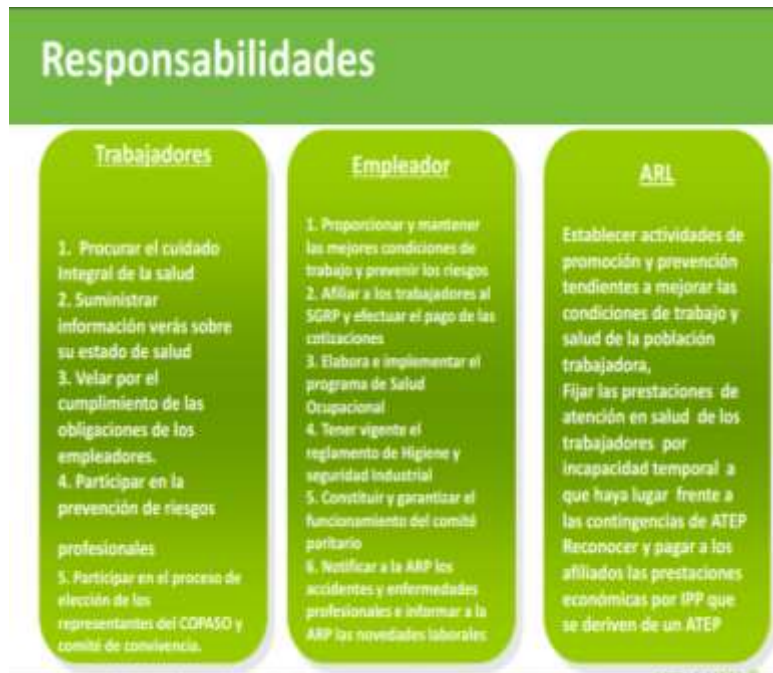 Responsabilidades
Trabajadores
1. Procurar el cuidado
Integral de la salud
2. Suministrar
información verás sobre
su estado de salud
3. Velar por el
cumplimiento de las
obligaciones de los
empleadores.
4. Participar en la
prevención de riesgos
profesionales
5. Participar en el proceso de
elección de los
representantes del COPASO y
comité de convivencia.
Empleador
1. Proporcionar y mantener
las mejores condiciones de
trabajo y prevenir los riesgos
2. Afiliar a los trabajadores al
SGRP y efectuar el pago de las
cotizaciones
3. Elabora e implementar el
programa de Salud
Ocupacional
4. Tener vigente el
reglamento de Higiene y
seguridad Industrial
5. Constituir y garantizar el
funcionamiento del comité
paritario
6. Notificar a la ARP los
accidentes y enfermedades
profesionales e informar a la
ARP las novedades laborales
ARL
Establecer actividades de
promoción y prevención
tendientes a mejorar las
condiciones de trabajo y
salud de la población
trabajadora,
Fijar las prestaciones de
atención en salud de los
trabajadores por
incapacidad temporal a
que haya lugar frente a
las contingencias de ATEP
Reconocer y pagar a los
afiliados las prestaciones
económicas por IPP que
se deriven de un ATEP